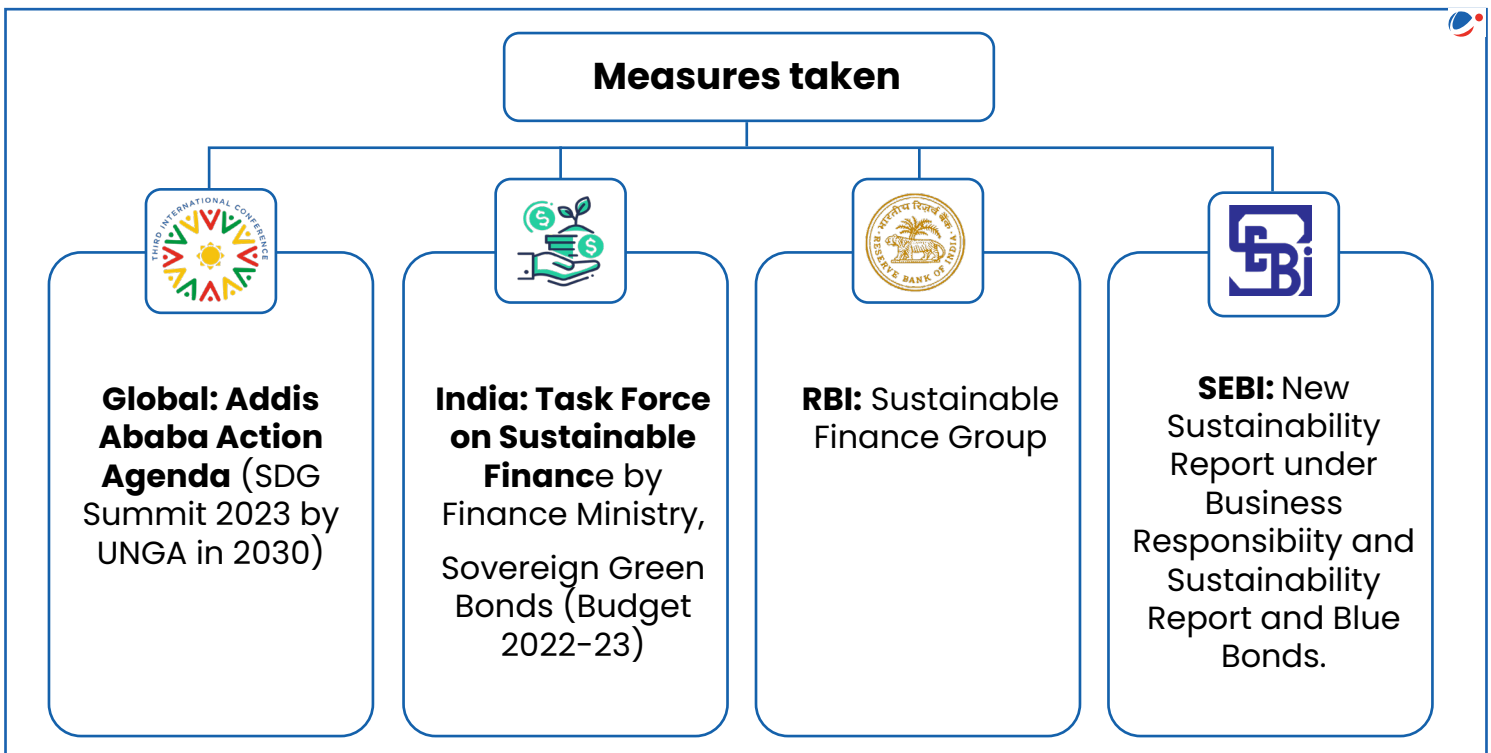 Measures taken
THIRD INTERNATIONAL CONFERENCE
Global: Addis
Ababa Action
Agenda (SDG
Summit 2023 by
UNGA in 2030)
India: Task Force
on Sustainable
Finance by
Finance Ministry,
Sovereign Green
Bonds (Budget
2022-23)
भारतीय रिज़र्व बैंक
RESERVE BANK OF INDIA
RBI: Sustainable
Finance Group
SEBi
SEBI: New
Sustainability
Report under
Business
Responsibiity and
Sustainability
Report and Blue
Bonds.